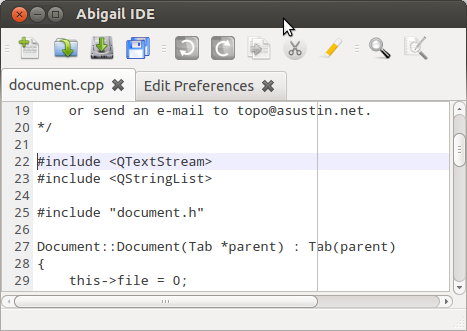 Abigail IDE
document.cpp Edit Preferences
19 or send an e-mail to topo@asustin.net.
20 */
21
22 #include <QTextStream>
23 #include <QStringList>
24
25 #include "document.h"
26
27 Document::Document(Tab *parent) : Tab(parent)
28 {
29 this->file = 0;